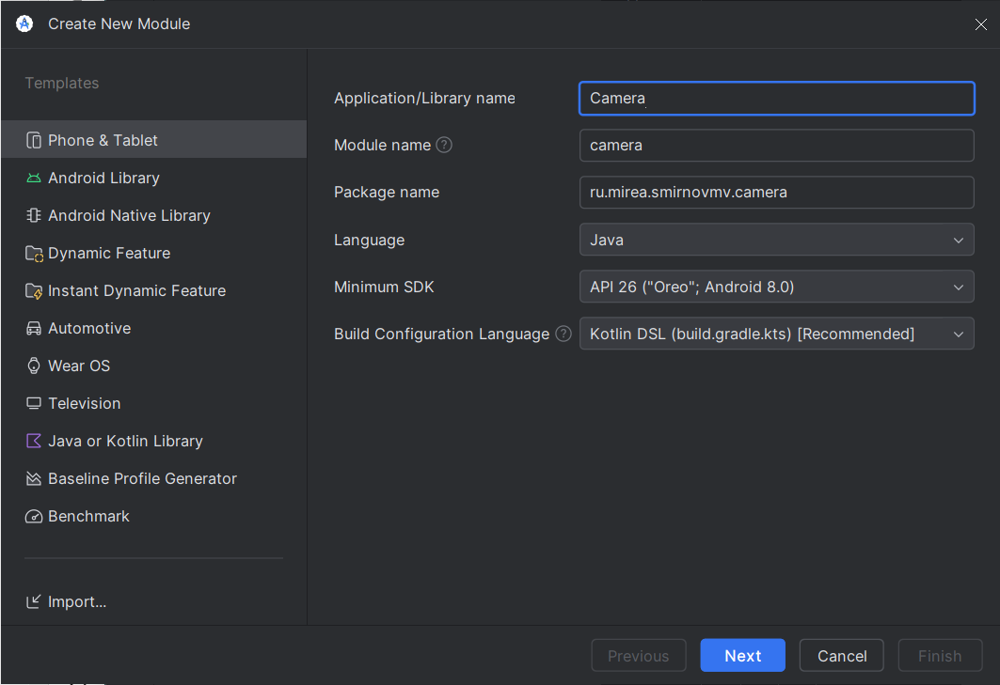 Create New Module
Templates
Phone & Tablet
Android Library
Android Native Library
Dynamic Feature
Instant Dynamic Feature
Automotive
Wear OS
Television
Java or Kotlin Library
Baseline Profile Generator
Benchmark
Import...
Application/Library name Camera
Module name ? camera
Package name ru.mirea.smirnovmv.camera
Language Java
Minimum SDK API 26 ("Oreo"; Android 8.0)
Build Configuration Language ? Kotlin DSL (build.gradle.kts) [Recommended]
Previous Next Cancel Finish